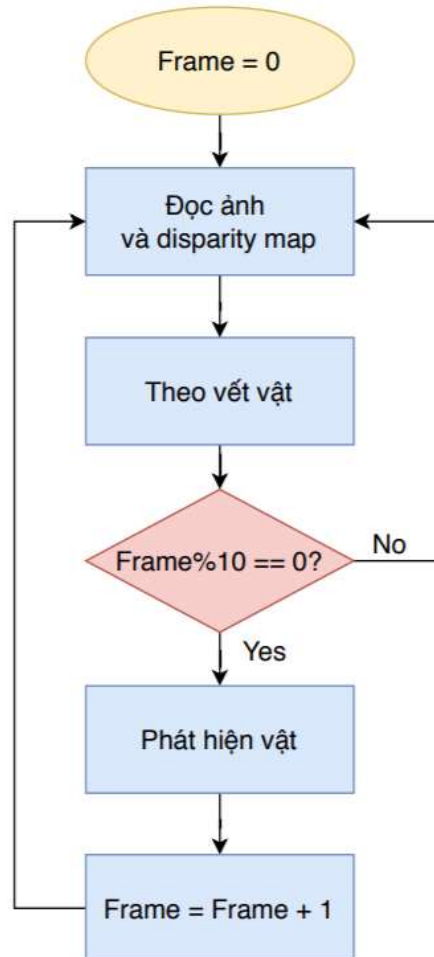 Frame = 0
Đọc ảnh
và disparity map
Theo vết vật
Frame%10 == 0?
No
Yes
Phát hiện vật
Frame = Frame + 1